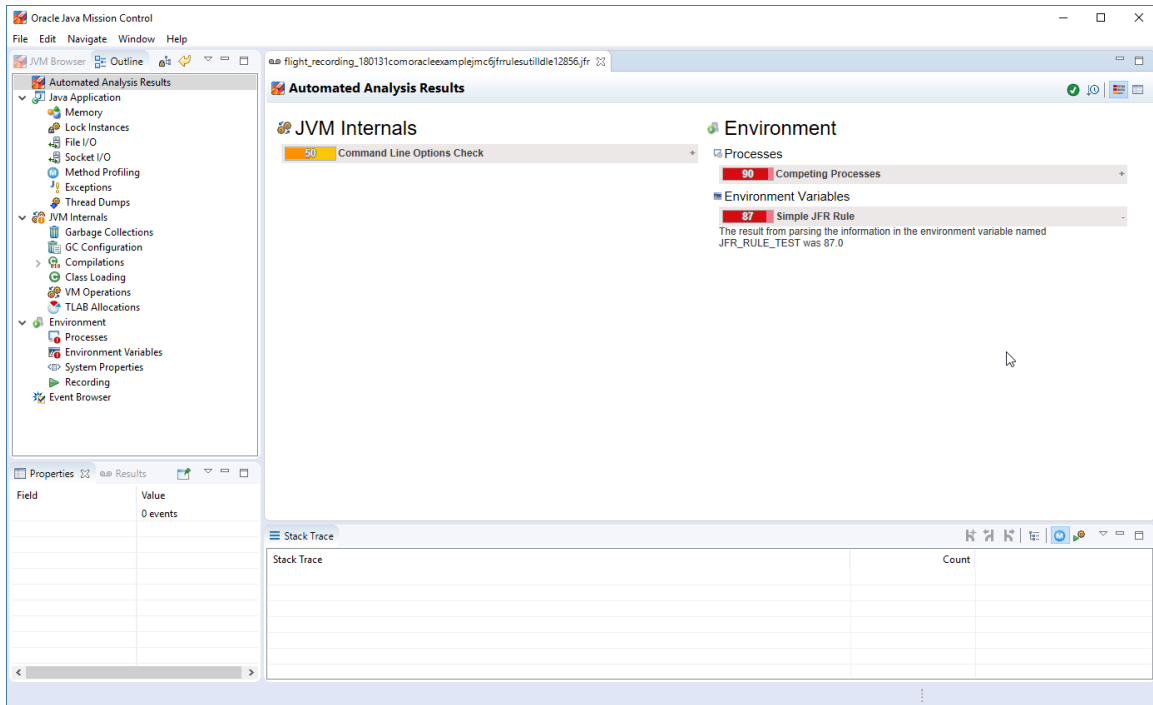 Oracle Java Mission Control
File Edit Navigate Window Help
JVM Browser Outline
Automated Analysis Results
Java Application
Memory
Lock Instances
File I/O
Socket I/O
Method Profiling
Exceptions
Thread Dumps
JVM Internals
Garbage Collections
GC Configuration
Compilations
Class Loading
VM Operations
TLAB Allocations
Environment
Processes
Environment Variables
System Properties
Recording
Event Browser
flight_recording_180131comoracleexamplejmc6jfrrulesutilIdle12856.jfr
Automated Analysis Results
JVM Internals
50 Command Line Options Check +
Environment
Processes
90 Competing Processes +
Environment Variables
87 Simple JFR Rule -
The result from parsing the information in the environment variable named
JFR_RULE_TEST was 87.0
Properties Results
Field Value
0 events
Stack Trace
Stack Trace Count